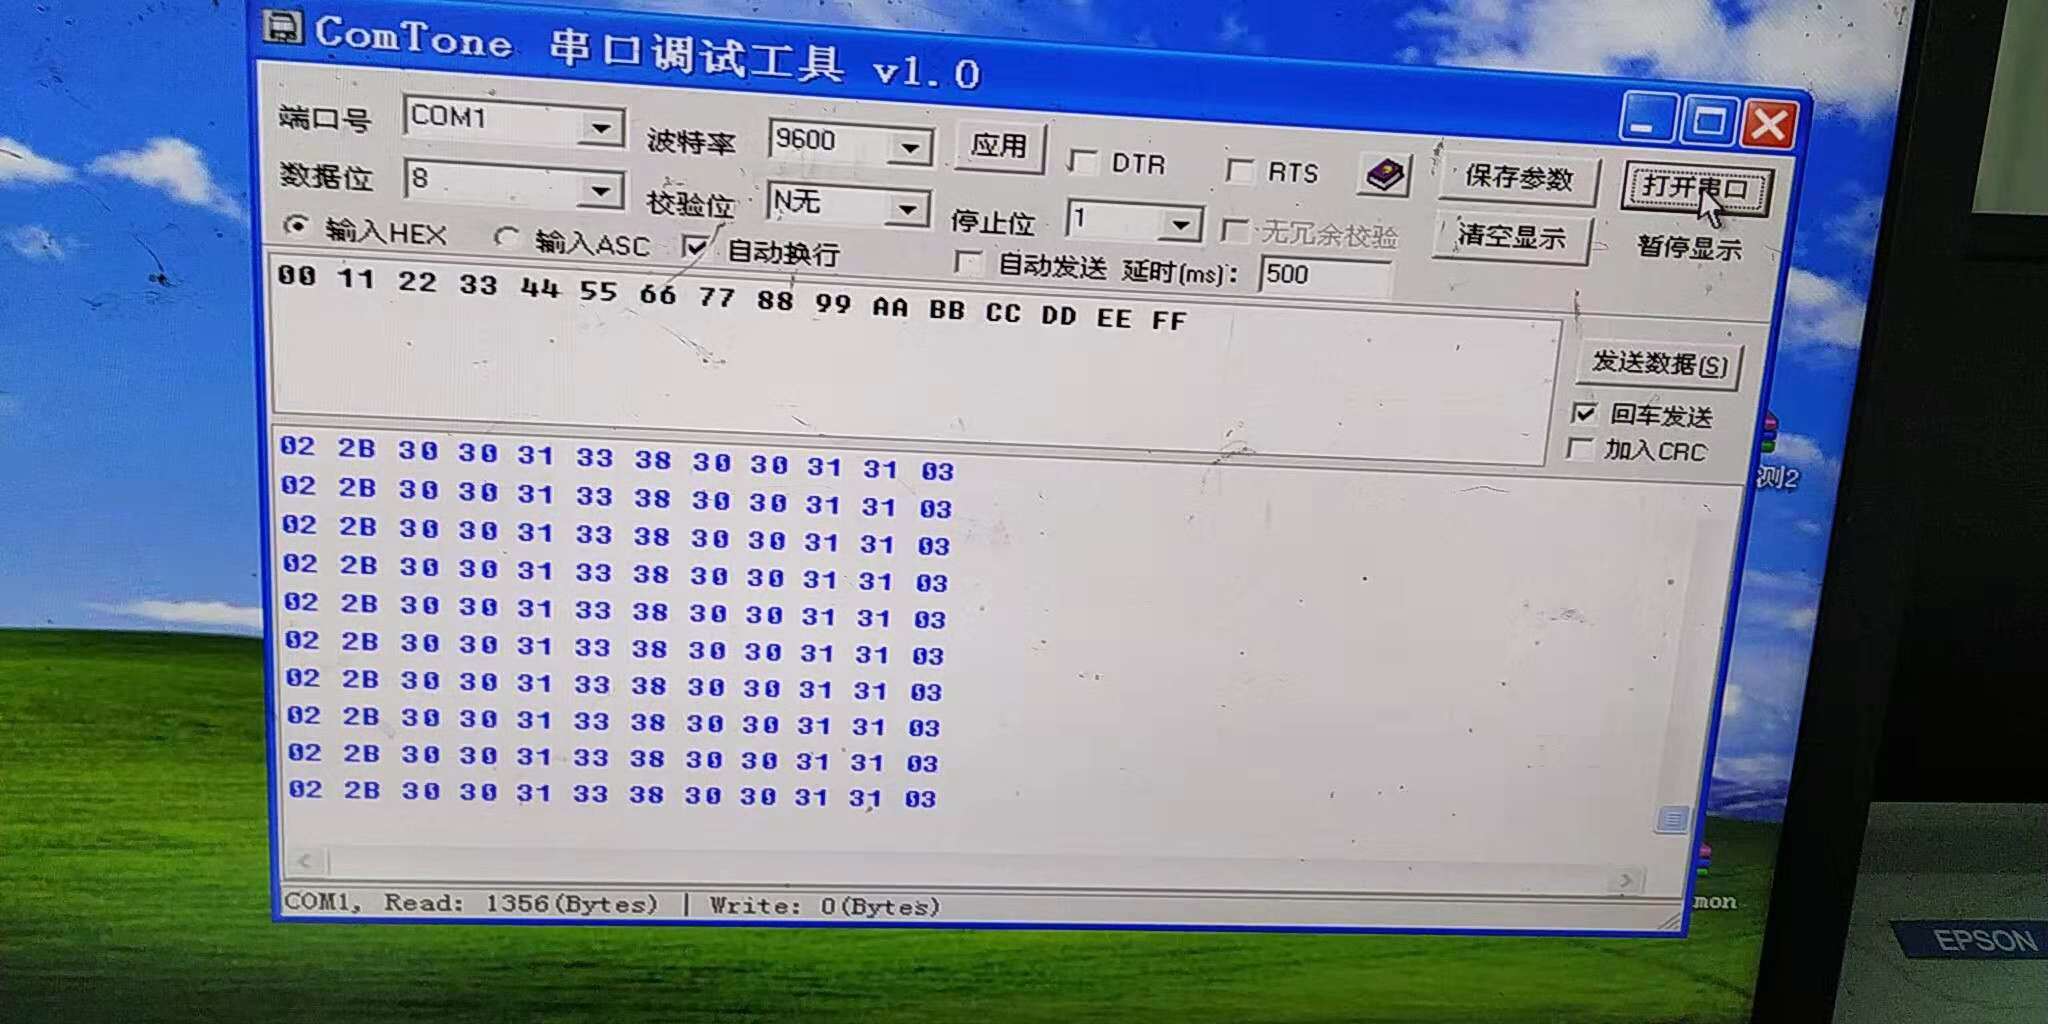 ComTone 串口调试工具 v1.0
端口号 COM1 波特率 9600 应用 DTR RTS 保存参数 打开串口
数据位 8 校验位 N无 停止位 1 无冗余校验 清空显示 暂停显示
输入HEX 输入ASC 自动换行 自动发送 延时(ms): 500
00 11 22 33 44 55 66 77 88 99 AA BB CC DD EE FF
发送数据(S)
回车发送
加入CRC
测2
02 2B 30 30 31 33 38 30 30 31 31 03
02 2B 30 30 31 33 38 30 30 31 31 03
02 2B 30 30 31 33 38 30 30 31 31 03
02 2B 30 30 31 33 38 30 30 31 31 03
02 2B 30 30 31 33 38 30 30 31 31 03
02 2B 30 30 31 33 38 30 30 31 31 03
02 2B 30 30 31 33 38 30 30 31 31 03
02 2B 30 30 31 33 38 30 30 31 31 03
02 2B 30 30 31 33 38 30 30 31 31 03
02 2B 30 30 31 33 38 30 30 31 31 03
COM1, Read: 1356(Bytes) | Write: 0(Bytes)
mon
EPSON